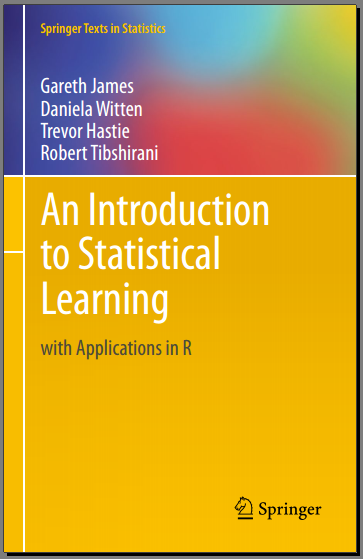 Springer Texts in Statistics
Gareth James
Daniela Witten
Trevor Hastie
Robert Tibshirani
An Introduction
to Statistical
Learning
with Applications in R
Springer